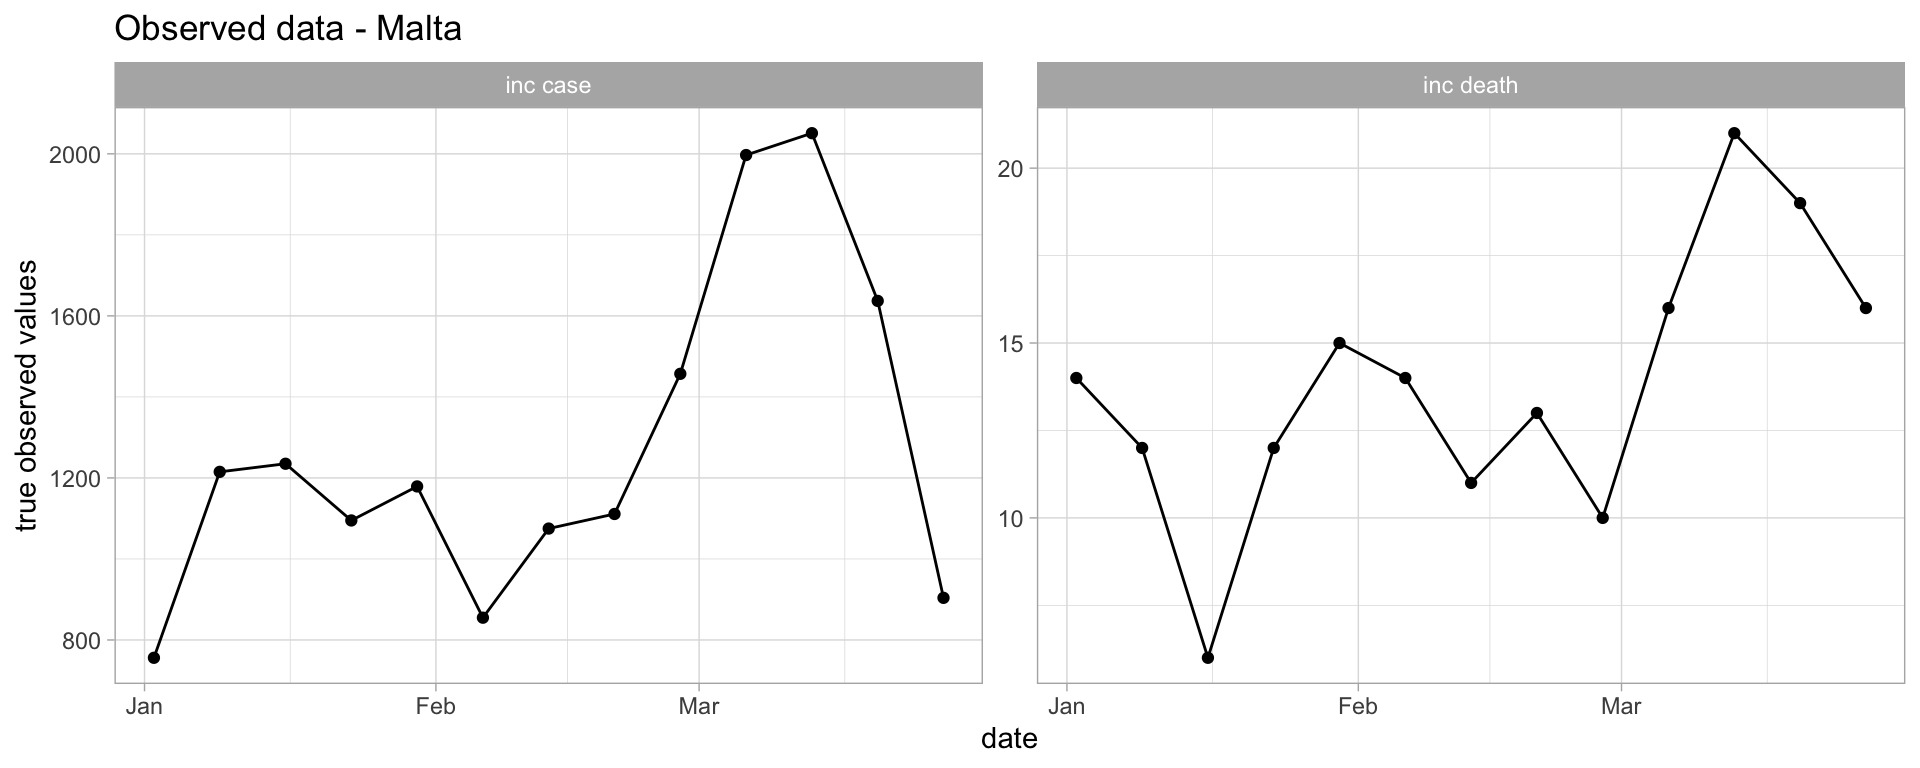 Observed data - Malta
inc case
inc death
true observed values
2000
1600
1200
800
20
15
10
Jan
Feb
Mar
Jan
Feb
Mar
date